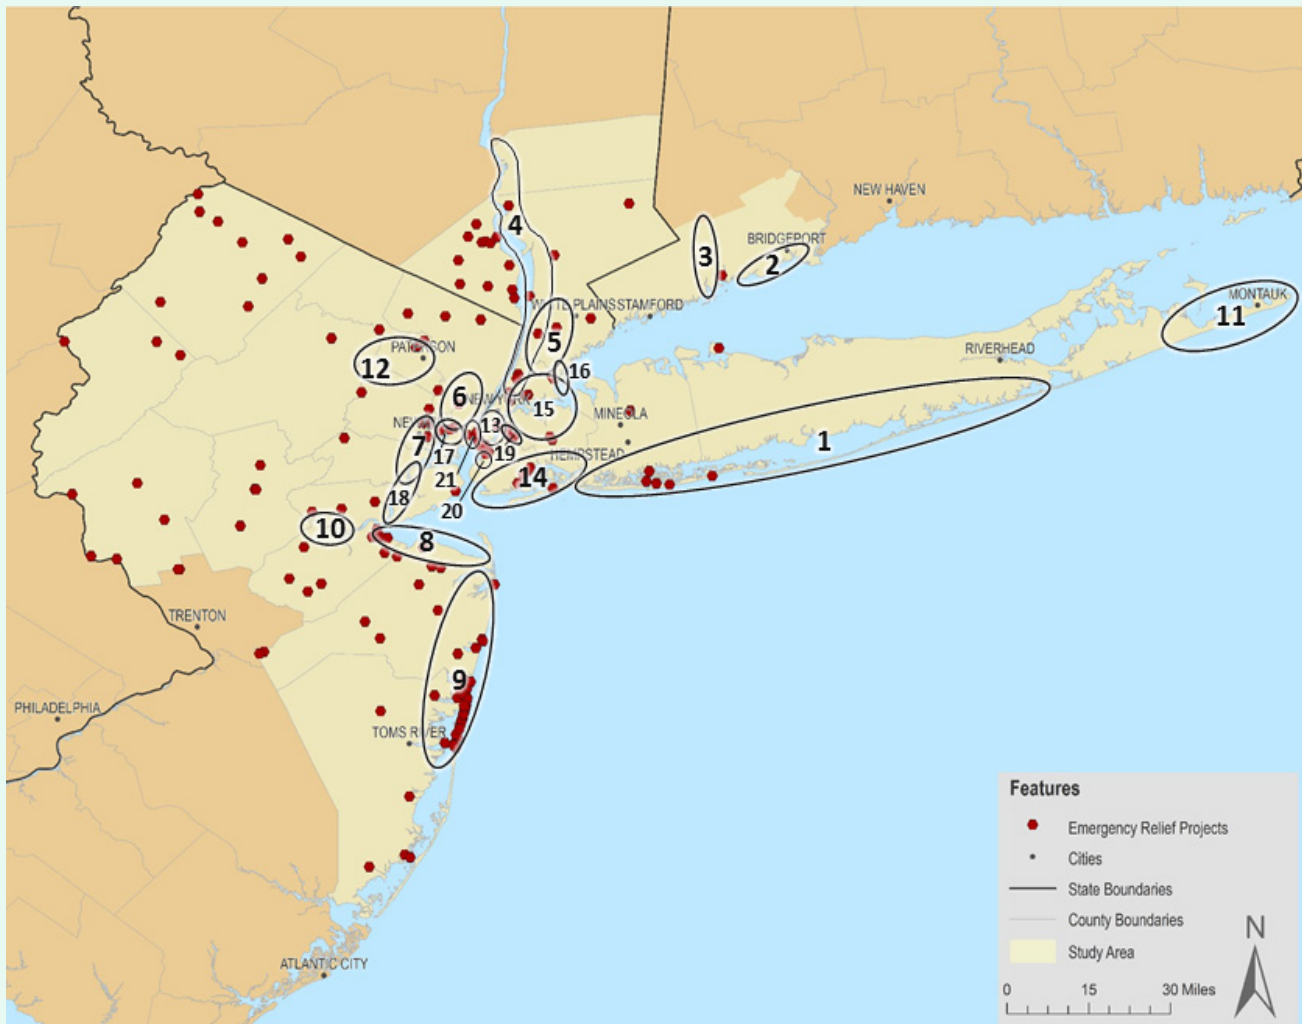 NEW HAVEN
4
BRIDGEPORT
3
2
MONTAUK
WHITE PLAINS
STAMFORD
11
5
PATERSON
RIVERHEAD
12
16
6
NEW YORK
15
MINEOLA
13
1
7
17
19
HEMPSTEAD
21
14
18
20
10
8
TRENTON
9
PHILADELPHIA
TOMS RIVER
ATLANTIC CITY
Features
Emergency Relief Projects
Cities
State Boundaries
County Boundaries
Study Area
N
0 15 30 Miles